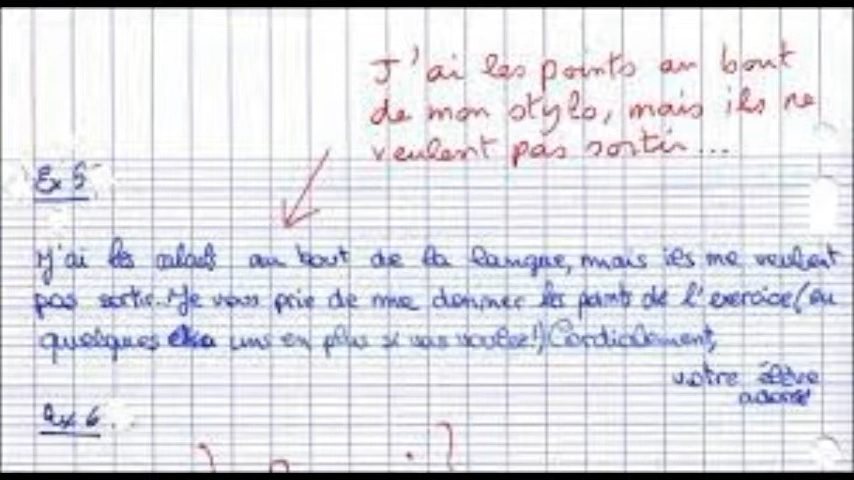 J'ai les points au bout
de mon stylo, mais ils ne
veulent pas sortir...
Ex 5
J'ai les calculs au bout de la langue, mais ils me veulent
pas sortir.. Je vous prie de me donner les points de l'exercice (ou
quelques uns en plus si vous voulez!) Cordialement,
votre élève
adorée
Ex 6.